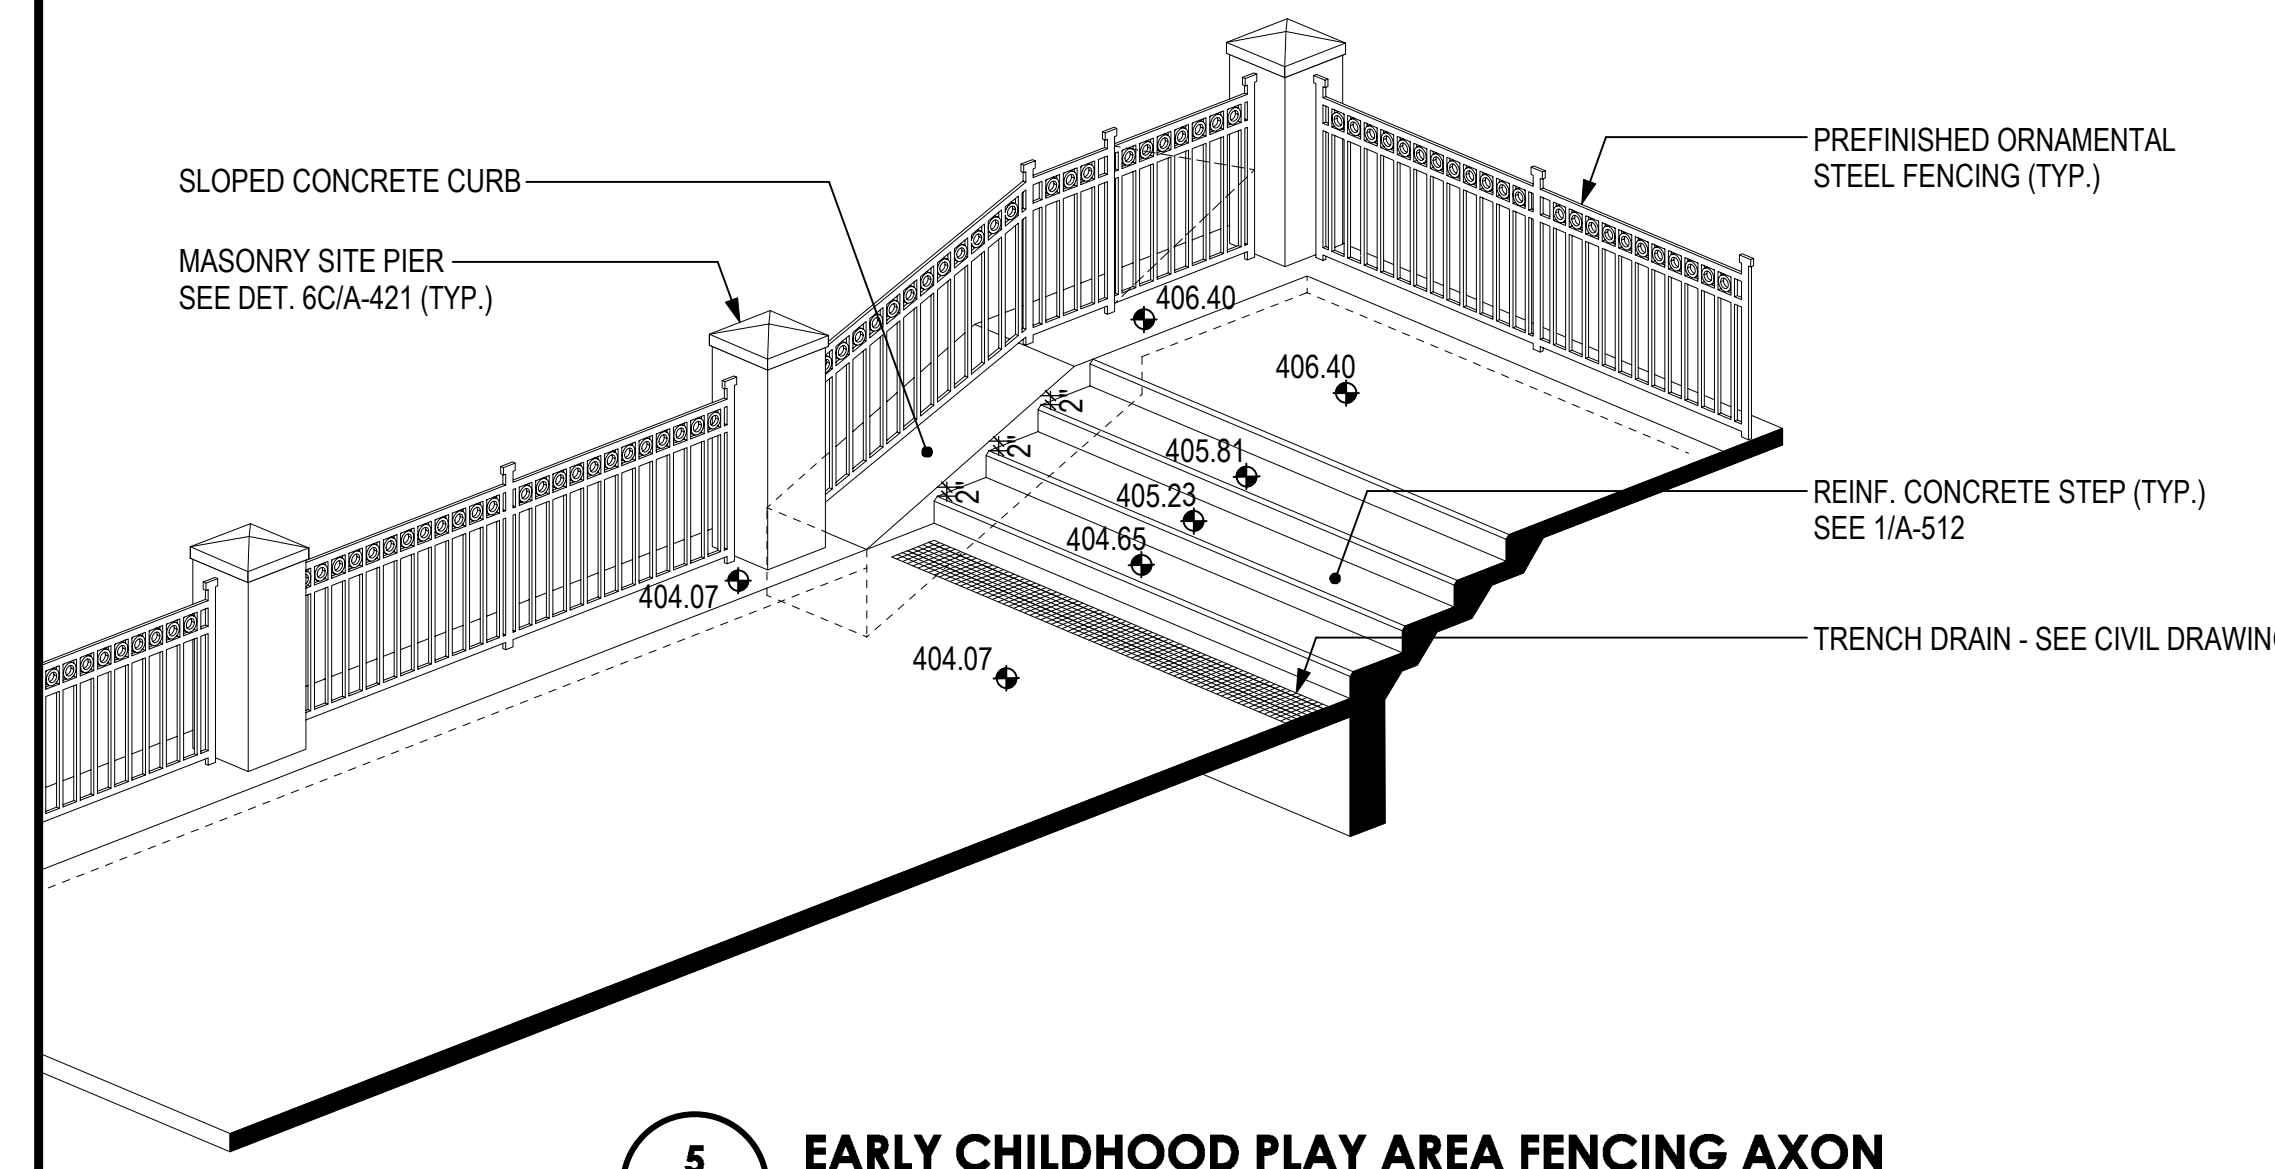 SLOPED CONCRETE CURB
MASONRY SITE PIER
SEE DET. 6C/A-421 (TYP.)
PREFINISHED ORNAMENTAL
STEEL FENCING (TYP.)
406.40
406.40
2"
405.81
2"
405.23
2"
404.65
404.07
404.07
REINF. CONCRETE STEP (TYP.)
SEE 1/A-512
TRENCH DRAIN - SEE CIVIL
5
EARLY CHILDHOOD PLAY AREA FENCING AXON